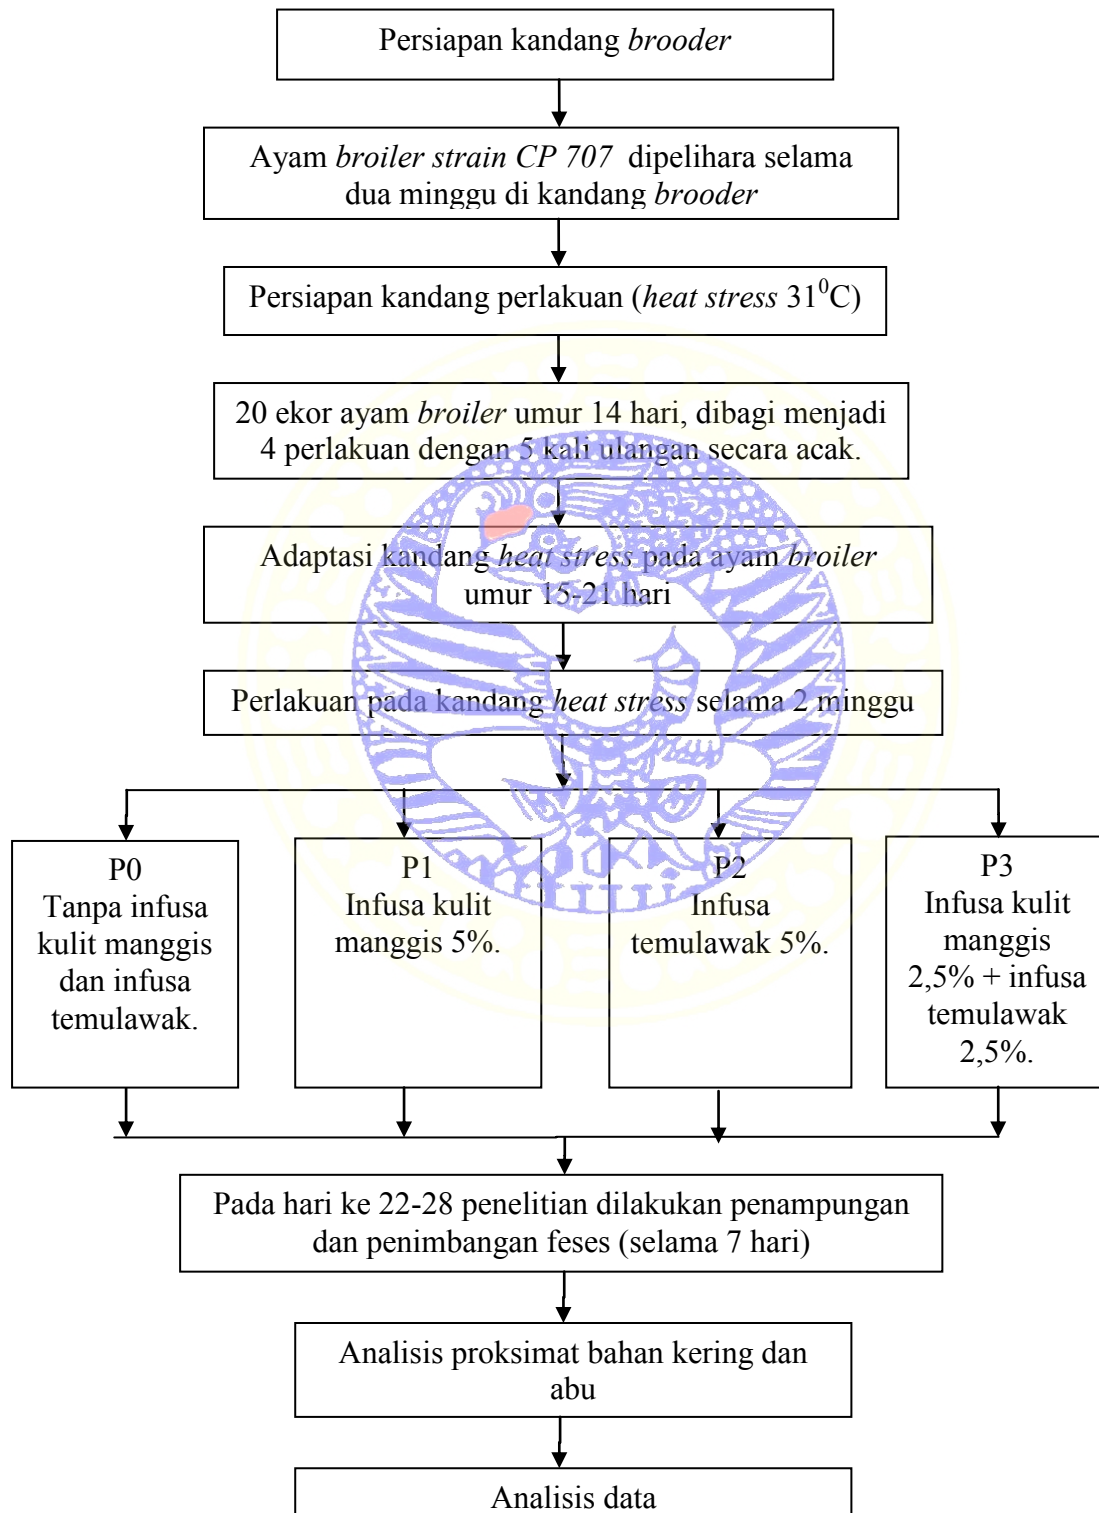 Persiapan kandang brooder
Ayam broiler strain CP 707 dipelihara selama
dua minggu di kandang brooder
Persiapan kandang perlakuan (heat stress 31⁰C)
20 ekor ayam broiler umur 14 hari, dibagi menjadi
4 perlakuan dengan 5 kali ulangan secara acak.
Adaptasi kandang heat stress pada ayam broiler
umur 15-21 hari
Perlakuan pada kandang heat stress selama 2 minggu
P0
Tanpa infusa
kulit manggis
dan infusa
temulawak.
P1
Infusa kulit
manggis 5%.
P2
Infusa
temulawak 5%.
P3
Infusa kulit
manggis
2,5% + infusa
temulawak
2,5%.
Pada hari ke 22-28 penelitian dilakukan penampungan
dan penimbangan feses (selama 7 hari)
Analisis proksimat bahan kering dan
abu
Analisis data